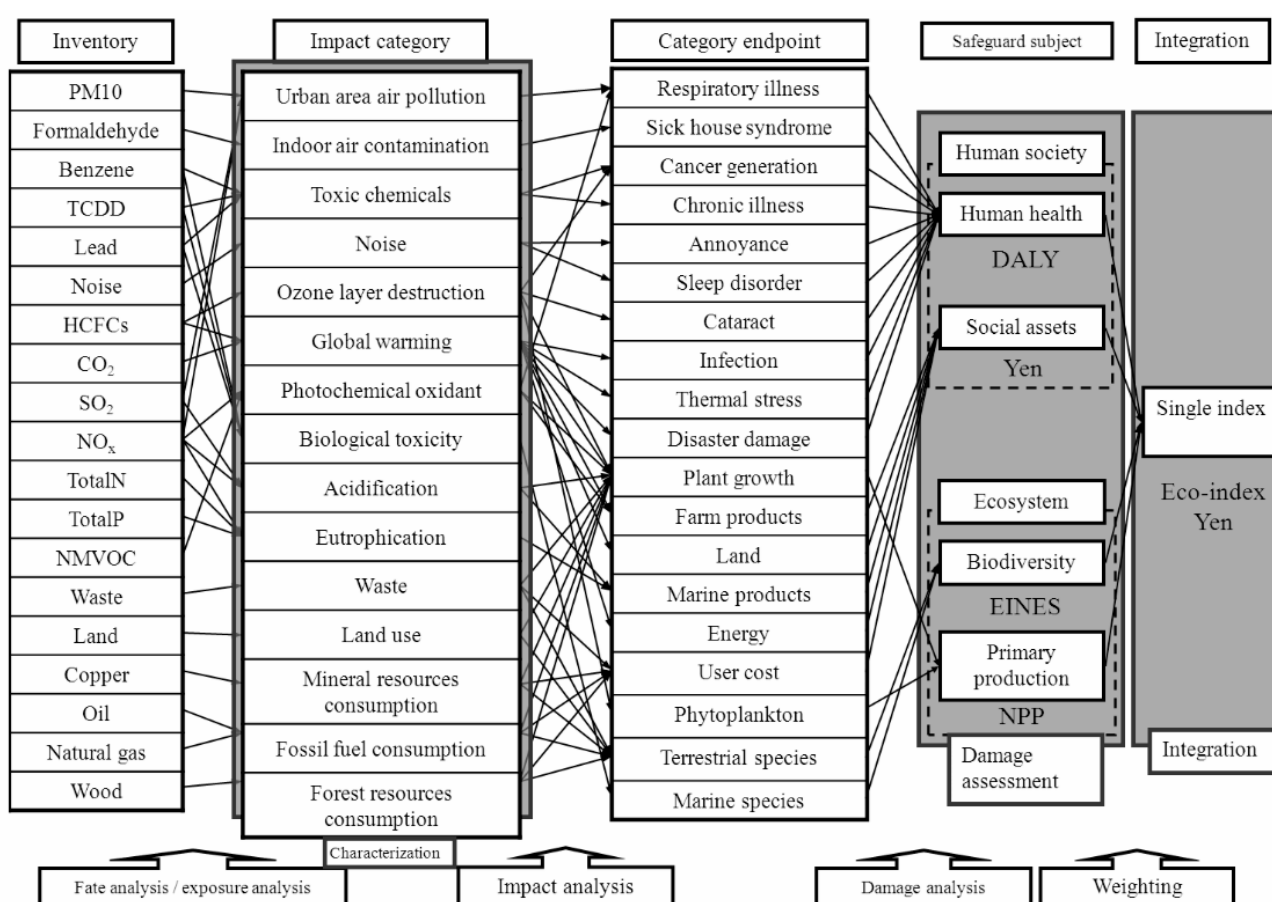 Inventory
Impact category
Category endpoint
Safeguard subject
Integration
PM10
Formaldehyde
Benzene
TCDD
Lead
Noise
HCFCs
CO₂
SO₂
NOₓ
TotalN
TotalP
NMVOC
Waste
Land
Copper
Oil
Natural gas
Wood
Urban area air pollution
Indoor air contamination
Toxic chemicals
Noise
Ozone layer destruction
Global warming
Photochemical oxidant
Biological toxicity
Acidification
Eutrophication
Waste
Land use
Mineral resources
consumption
Fossil fuel consumption
Forest resources
consumption
Characterization
Respiratory illness
Sick house syndrome
Cancer generation
Chronic illness
Annoyance
Sleep disorder
Cataract
Infection
Thermal stress
Disaster damage
Plant growth
Farm products
Land
Marine products
Energy
User cost
Phytoplankton
Terrestrial species
Marine species
Human society
Human health
DALY
Social assets
Yen
Ecosystem
Biodiversity
EINES
Primary
production
NPP
Damage
assessment
Single index
Eco-index
Yen
Integration
Fate analysis / exposure analysis
Impact analysis
Damage analysis
Weighting